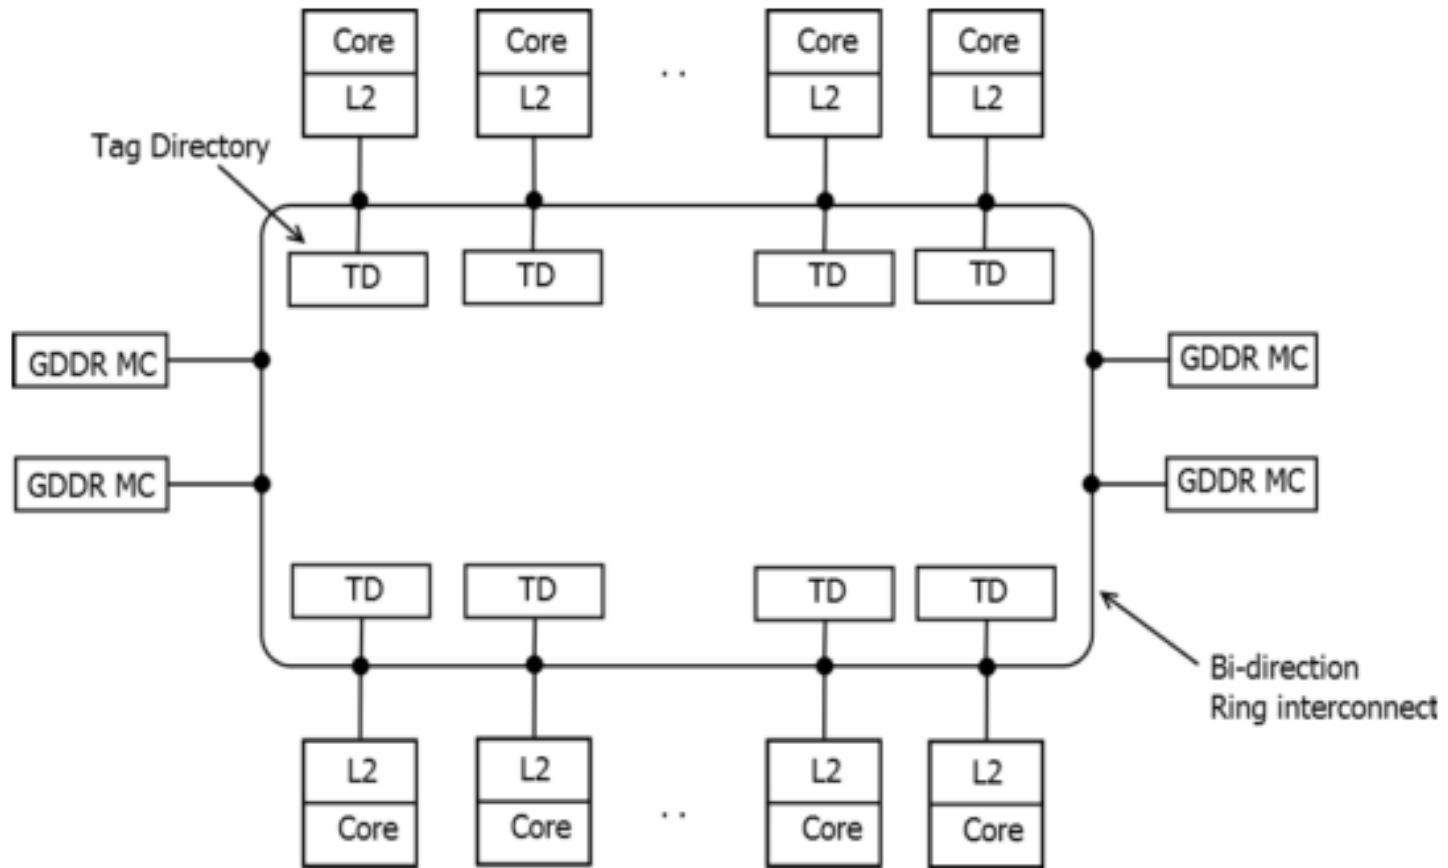 Core Core . . Core Core
L2 L2 L2 L2
Tag Directory
TD TD TD TD
GDDR MC GDDR MC
GDDR MC GDDR MC
TD TD TD TD
Bi-direction
Ring interconnect
L2 L2 L2 L2
Core Core . . Core Core